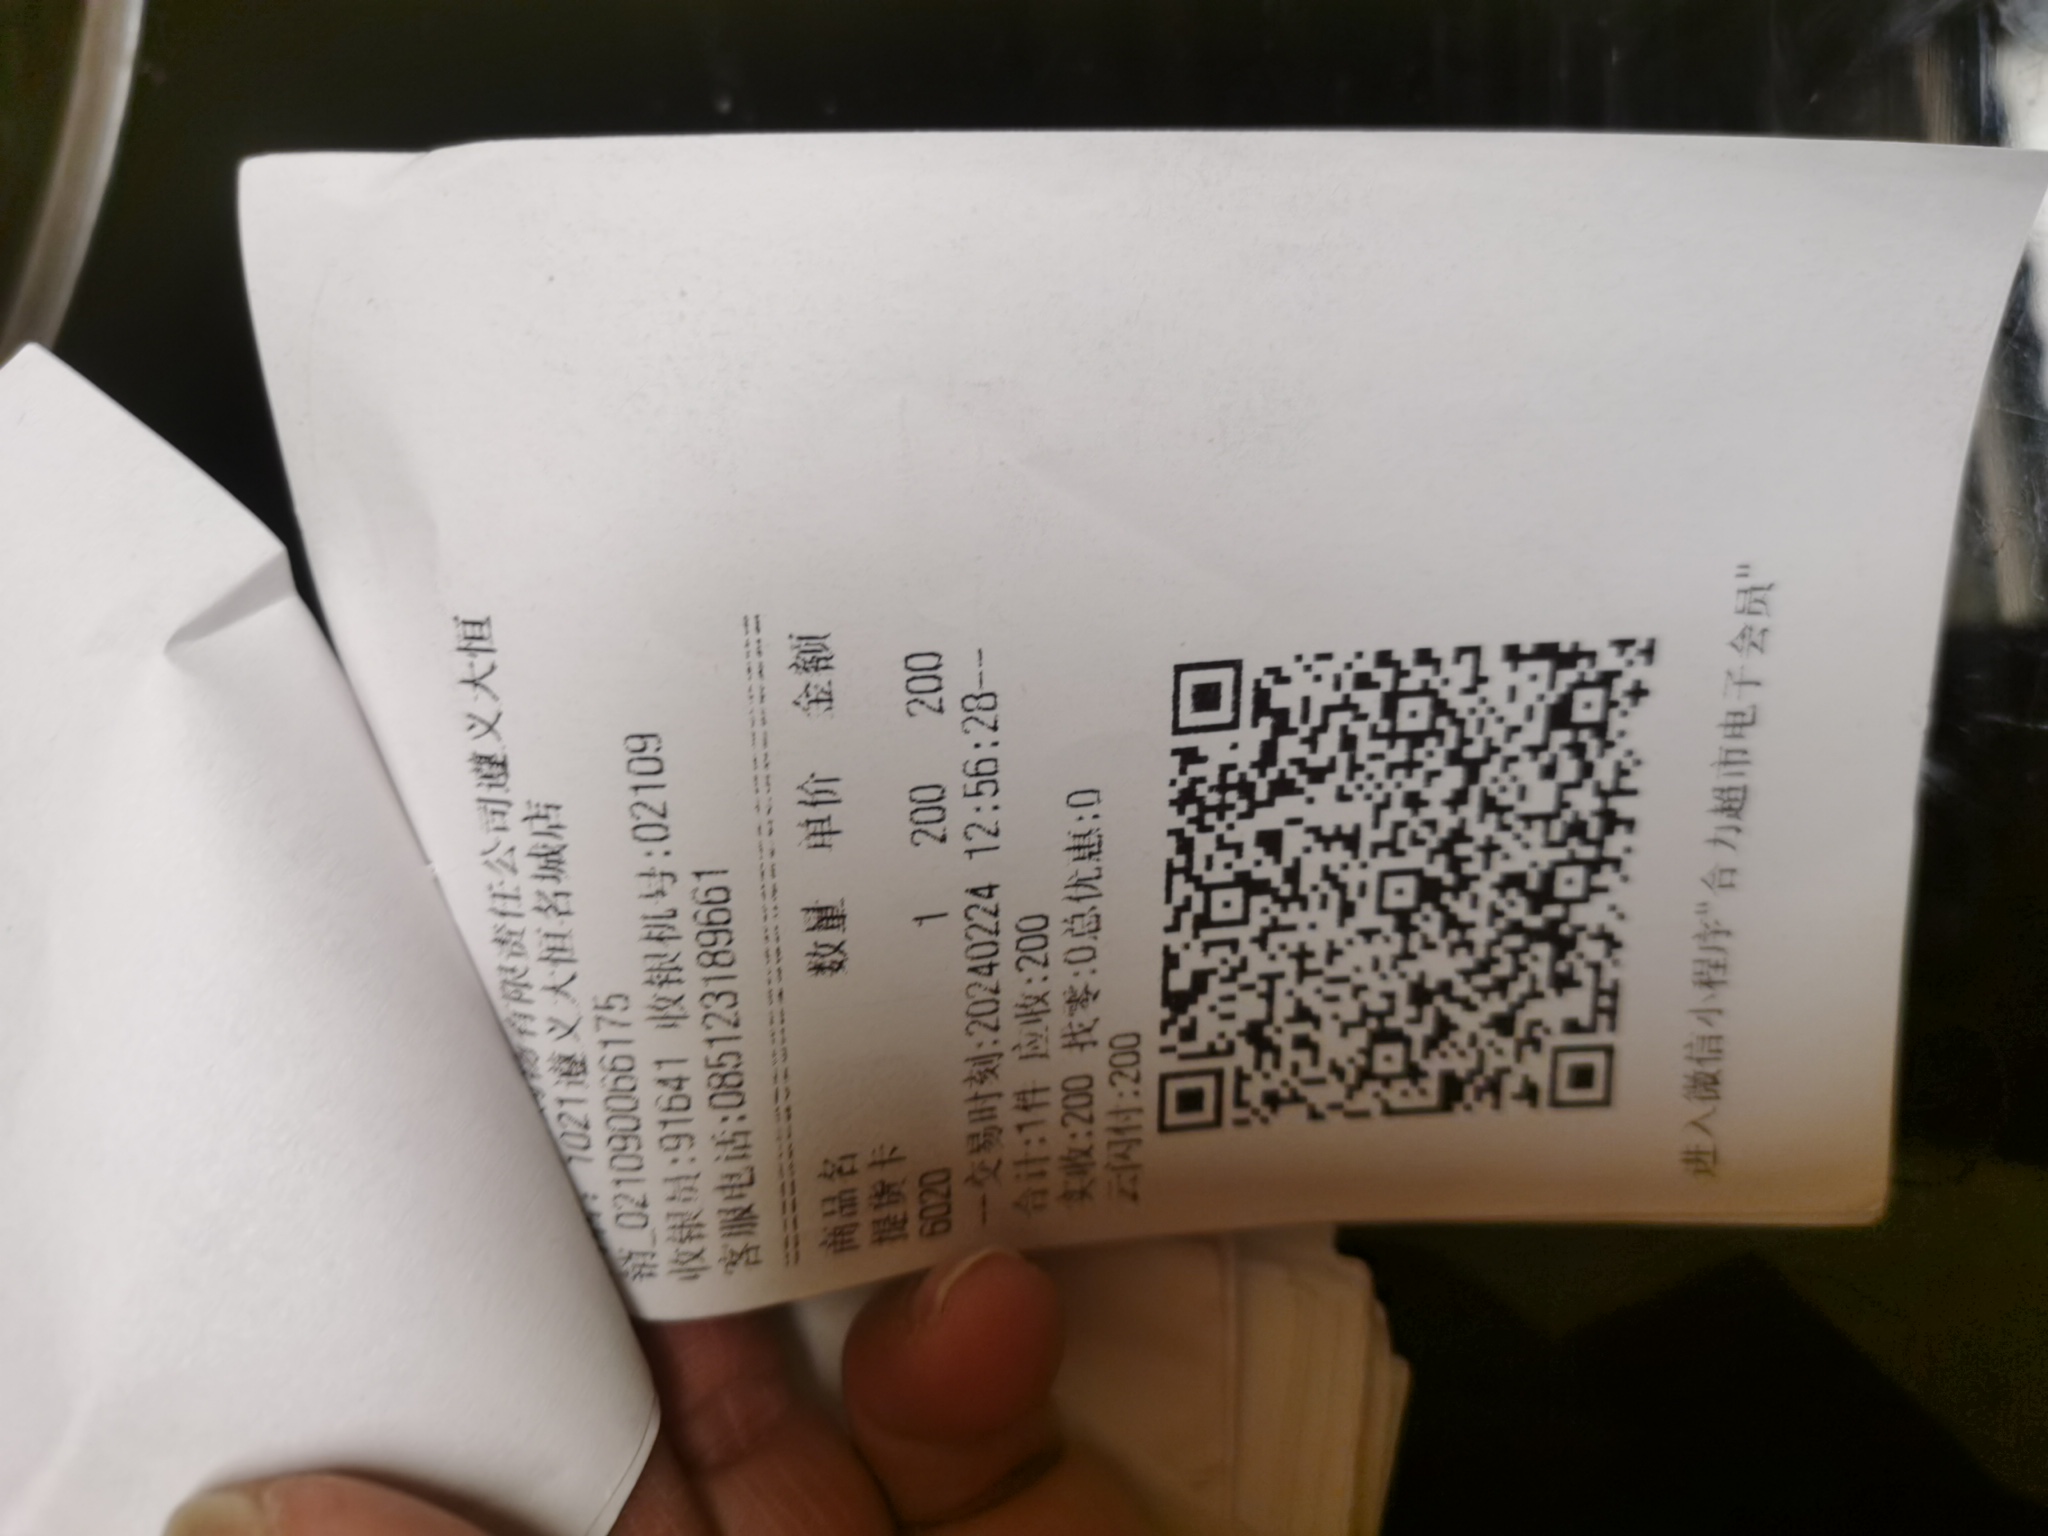 有限责任公司遵义大恒
7021遵义大恒名城店
021090066175
收银员:91641 收银机号:02109
客服电话:085123189661
商品名 数量 单价 金额
提货卡
6020 1 200 200
---交易时刻:20240224 12:56:28---
合计:1件 应收:200
实收:200 找零:0总优惠:0
云闪付:200
进入微信小程序"合力超市电子会员"